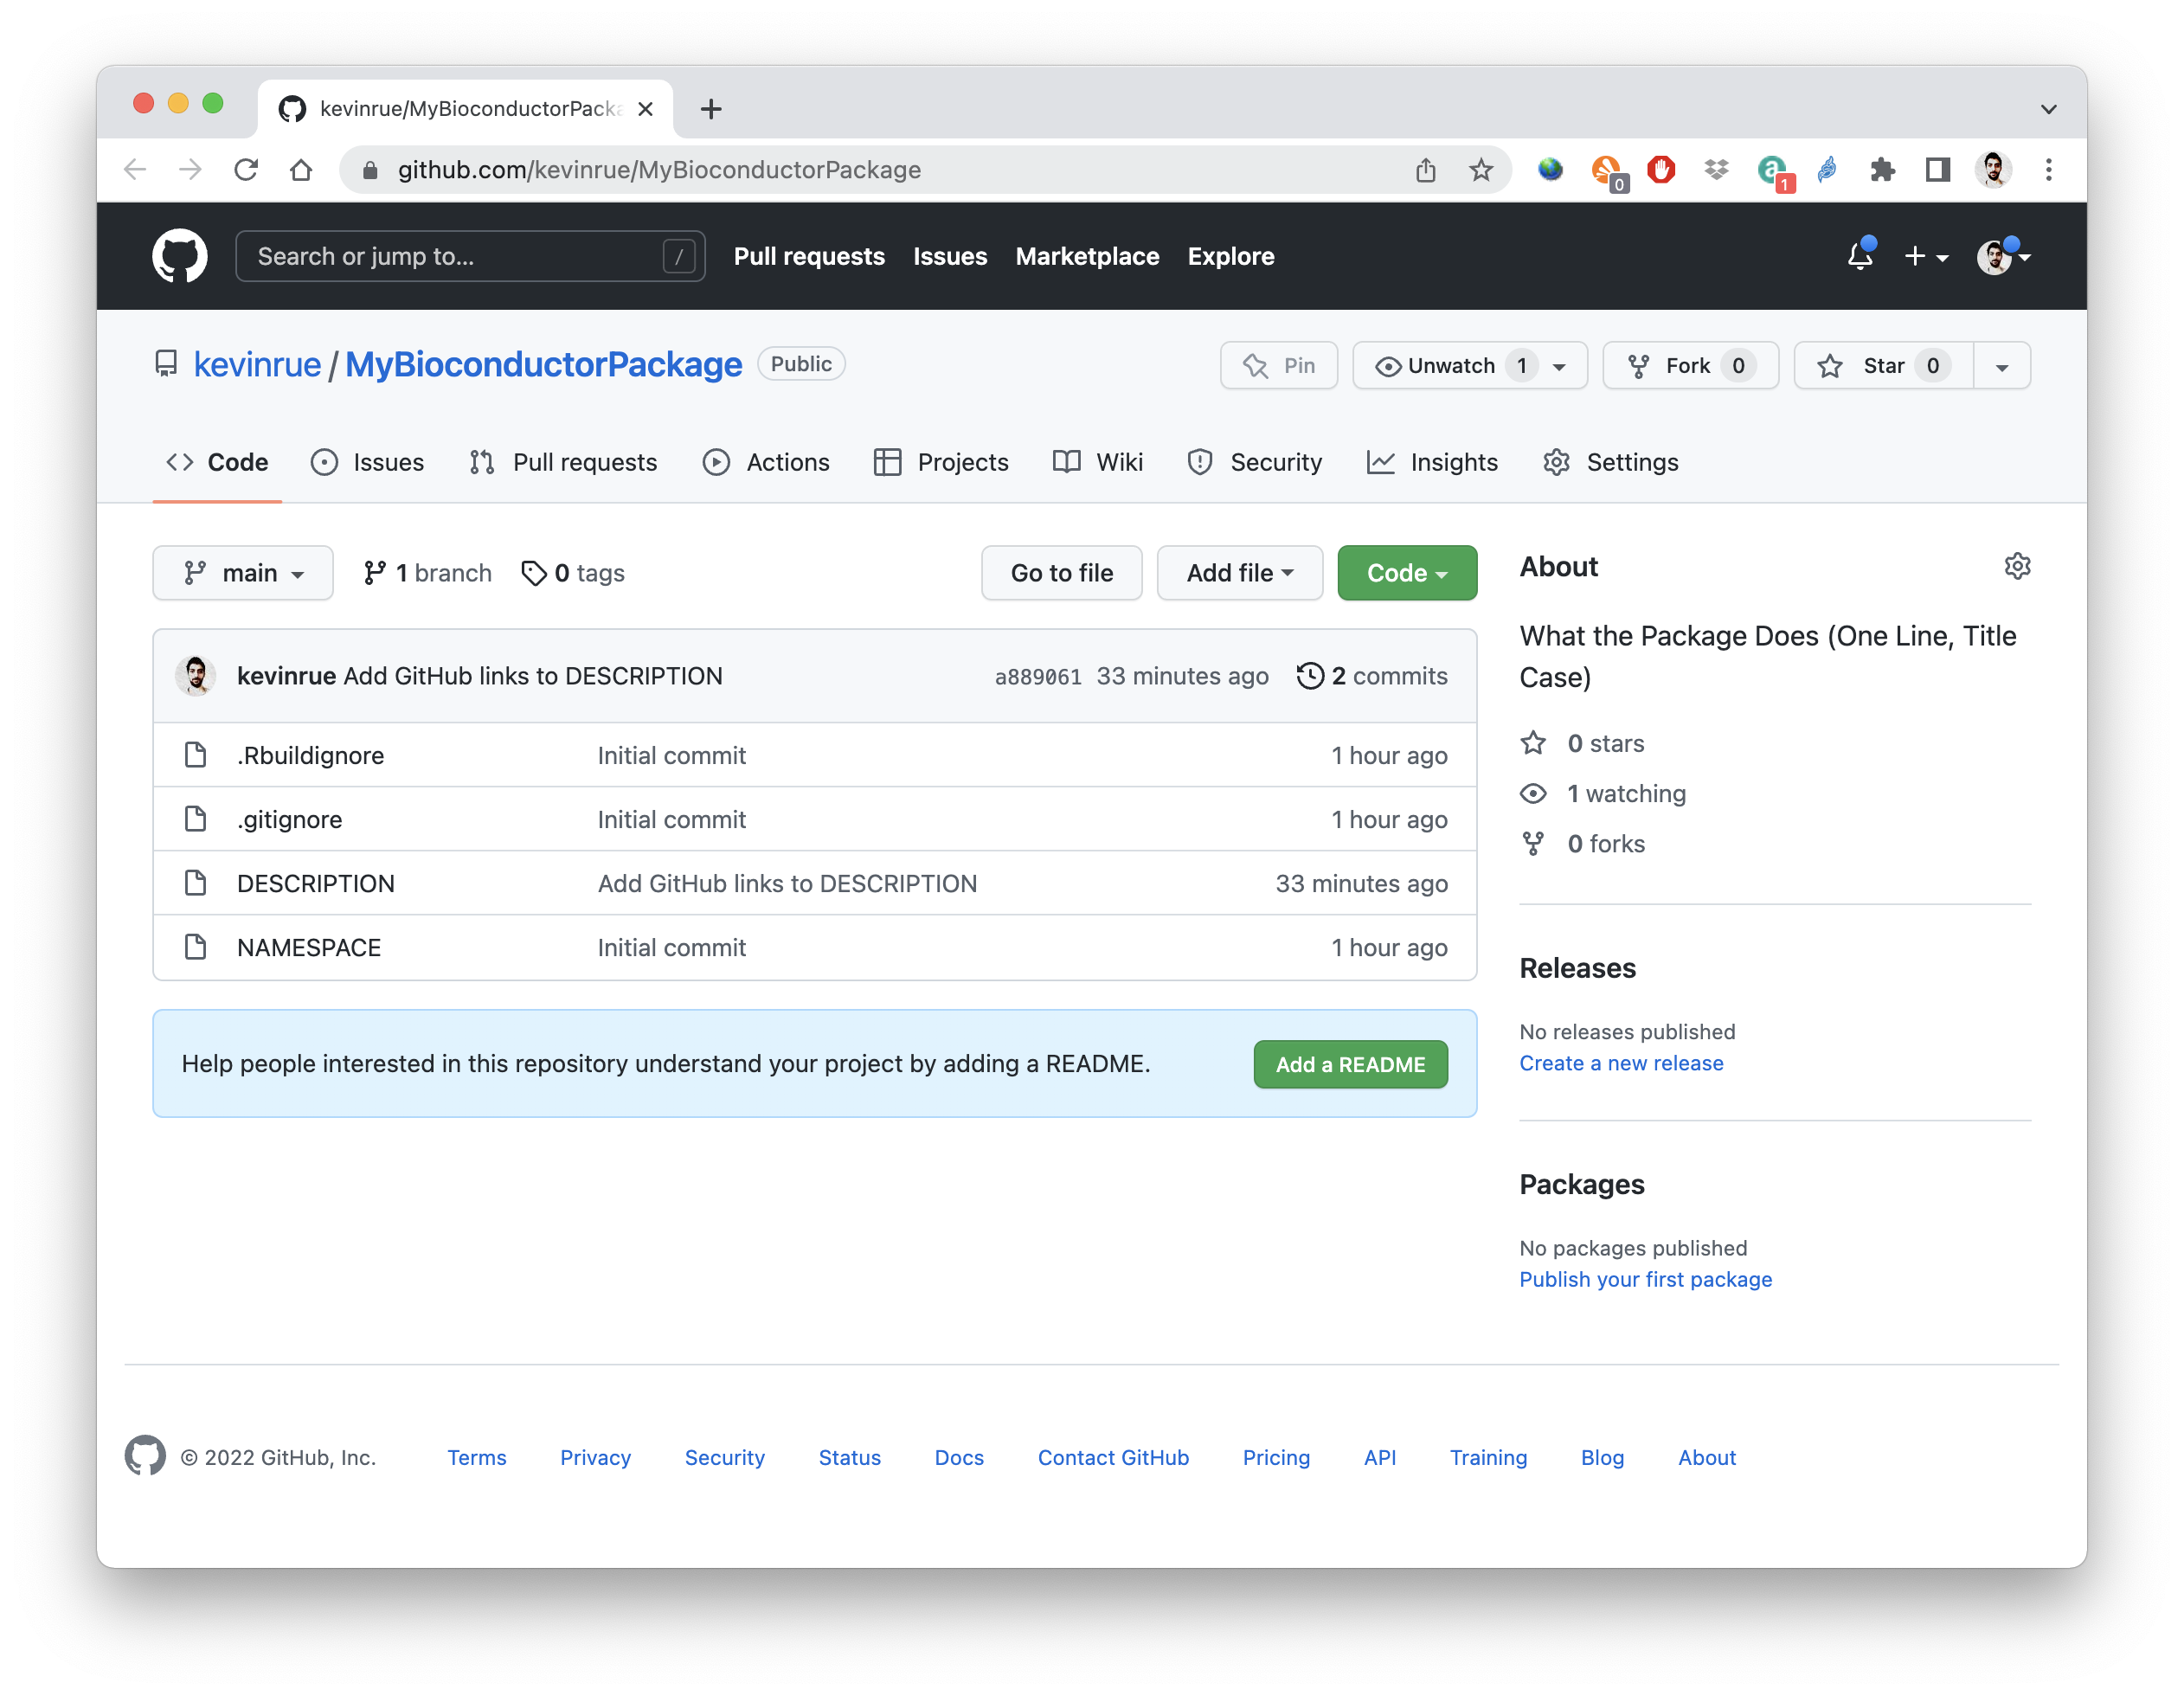 kevinrue/MyBioconductorPacka
github.com/kevinrue/MyBioconductorPackage
0
a
1
Search or jump to...
/
Pull requests
Issues
Marketplace
Explore
kevinrue / MyBioconductorPackage
Public
Pin
Unwatch 1
Fork 0
Star 0
Code
Issues
Pull requests
Actions
Projects
Wiki
Security
Insights
Settings
main
1 branch
0 tags
Go to file
Add file
Code
kevinrue Add GitHub links to DESCRIPTION
a889061 33 minutes ago
2 commits
.Rbuildignore Initial commit 1 hour ago
.gitignore Initial commit 1 hour ago
DESCRIPTION Add GitHub links to DESCRIPTION 33 minutes ago
NAMESPACE Initial commit 1 hour ago
Help people interested in this repository understand your project by adding a README.
Add a README
About
What the Package Does (One Line, Title
Case)
0 stars
1 watching
0 forks
Releases
No releases published
Create a new release
Packages
No packages published
Publish your first package
© 2022 GitHub, Inc.
Terms
Privacy
Security
Status
Docs
Contact GitHub
Pricing
API
Training
Blog
About